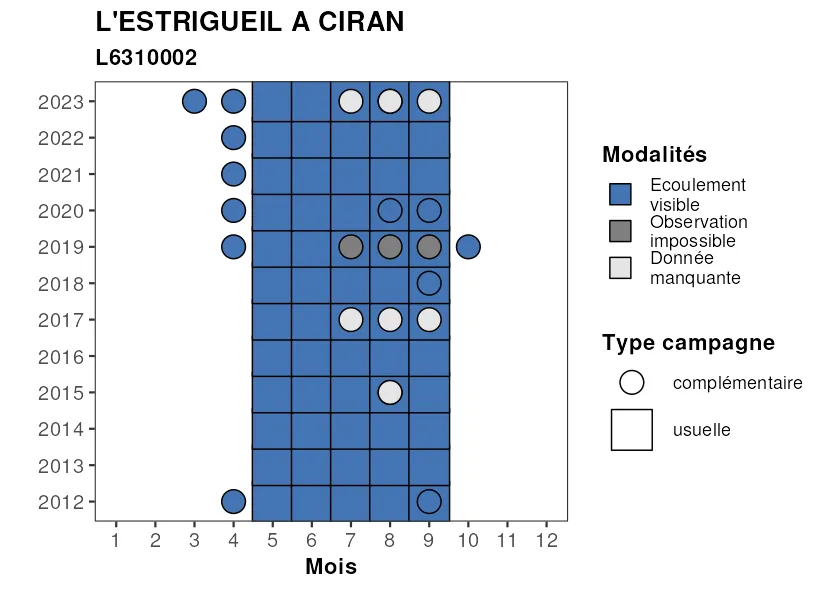 L'ESTRIGUEIL A CIRAN
L6310002
2023
2022
2021
2020
2019
2018
2017
2016
2015
2014
2013
2012
1 2 3 4 5 6 7 8 9 10 11 12
Mois
Modalités
Ecoulement
visible
Observation
impossible
Donnée
manquante
Type campagne
complémentaire
usuelle